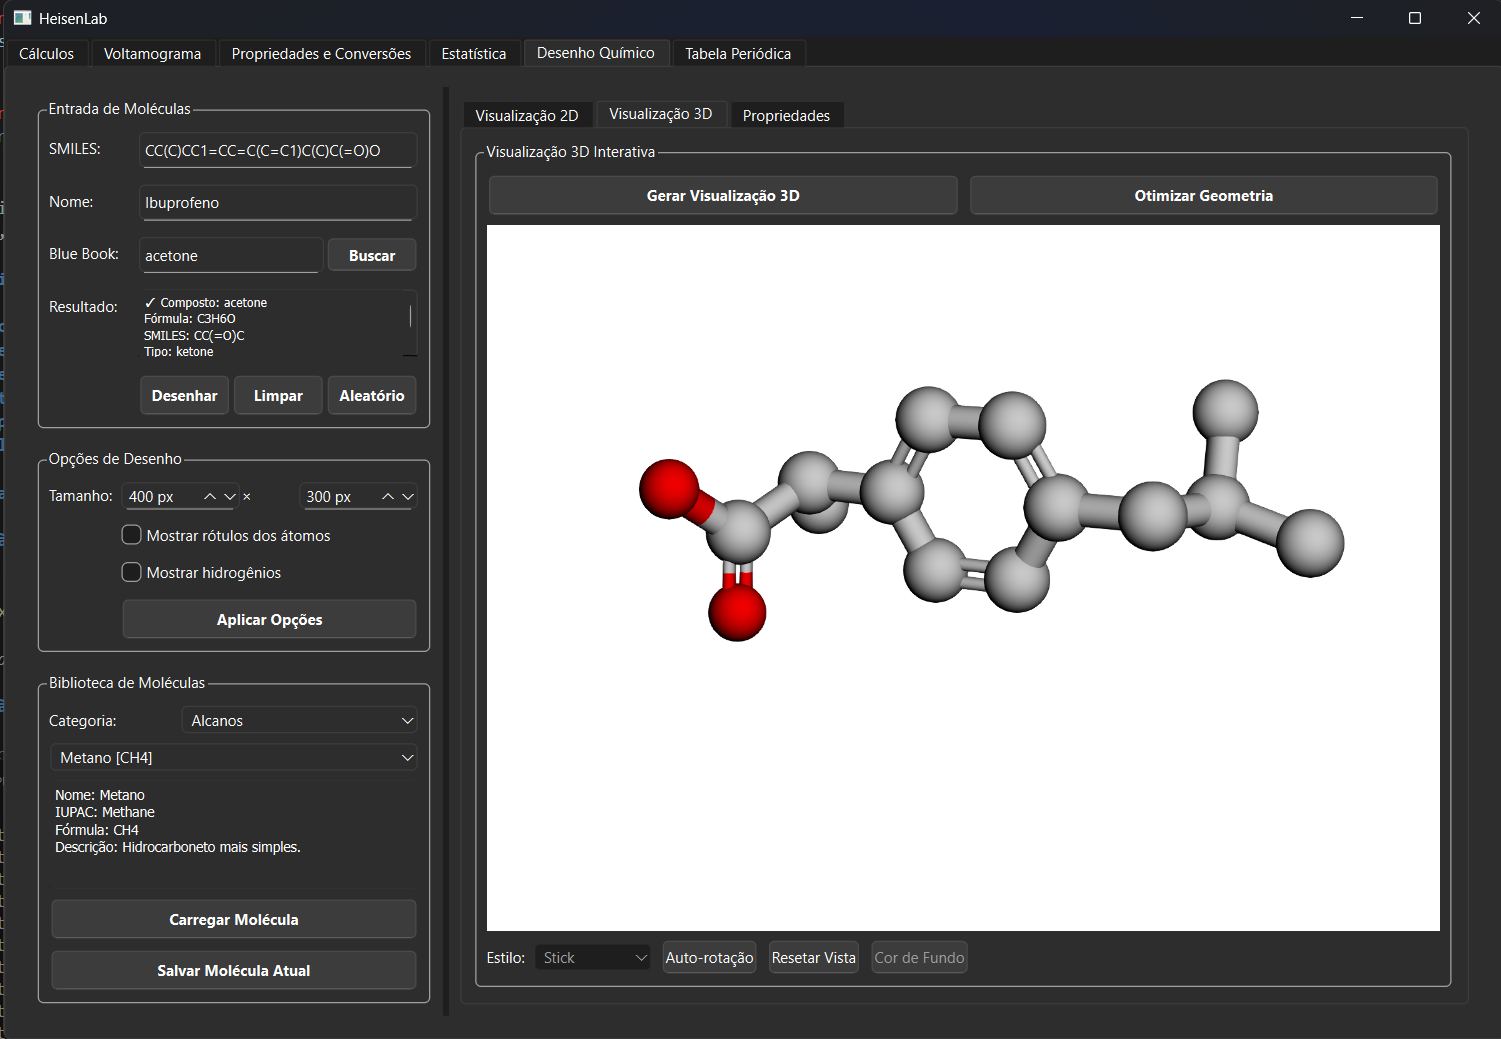 HeisenLab
Cálculos
Voltamograma
Propriedades e Conversões
Estatística
Desenho Químico
Tabela Periódica
Entrada de Moléculas
SMILES:
CC(C)CC1=CC=C(C=C1)C(C)C(=O)O
Nome:
Ibuprofeno
Blue Book:
acetone
Buscar
Resultado:
✓ Composto: acetone
Fórmula: C3H6O
SMILES: CC(=O)C
Tipo: ketone
Desenhar
Limpar
Aleatório
Opções de Desenho
Tamanho:
400 px
×
300 px
Mostrar rótulos dos átomos
Mostrar hidrogênios
Aplicar Opções
Biblioteca de Moléculas
Categoria:
Alcanos
Metano [CH4]
Nome: Metano
IUPAC: Methane
Fórmula: CH4
Descrição: Hidrocarboneto mais simples.
Carregar Molécula
Salvar Molécula Atual
Visualização 2D
Visualização 3D
Propriedades
Visualização 3D Interativa
Gerar Visualização 3D
Otimizar Geometria
Estilo:
Stick
Auto-rotação
Resetar Vista
Cor de Fundo